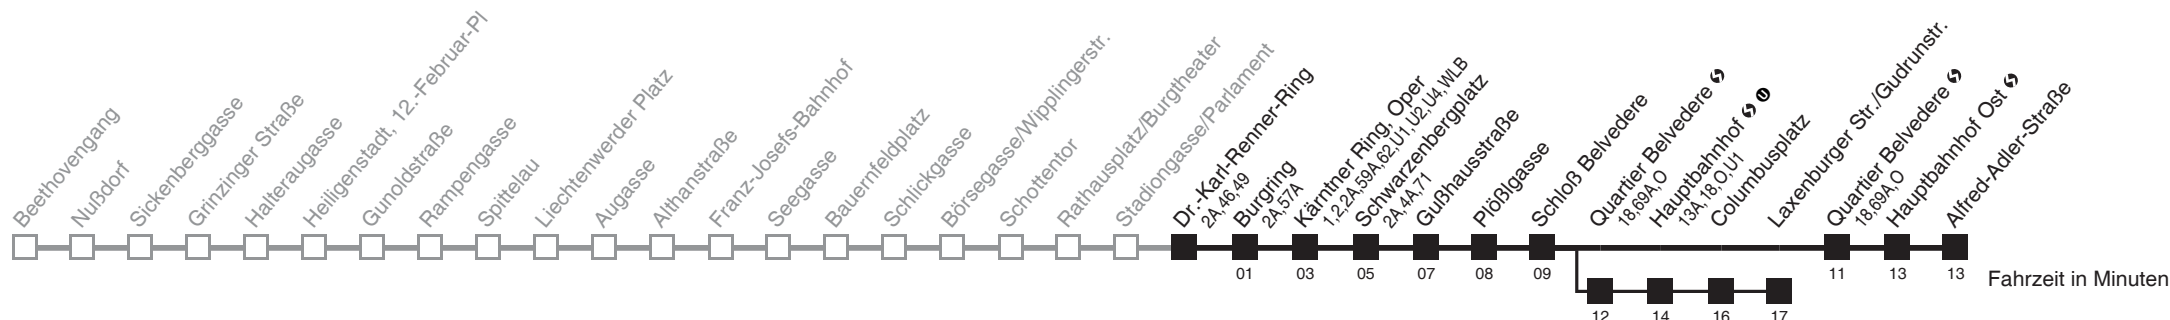 Beethovengang
Nußdorf
Sickenberggasse
Grinzinger Straße
Halteraugasse
Heiligenstadt, 12.-Februar-Pl
Gunoldstraße
Rampengasse
Spittelau
Liechtenwerder Platz
Augasse
Althanstraße
Franz-Josefs-Bahnhof
Seegasse
Bauernfeldplatz
Schlickgasse
Börsegasse/Wipplingerstr.
Schottentor
Rathausplatz/Burgtheater
Stadiongasse/Parlament
Dr.-Karl-Renner-Ring
2A,46,49
Burgring
2A,57A
Kärntner Ring, Oper
1,2,2A,59A,62,U1,U2,U4,WLB
Schwarzenbergplatz
2A,4A,71
Gußhausstraße
Plößlgasse
Schloß Belvedere
Quartier Belvedere
18,69A,O
Hauptbahnhof U
13A,18,O,U1
Columbusplatz
Laxenburger Str./Gudrunstr.
Quartier Belvedere
18,69A,O
Hauptbahnhof Ost
Alfred-Adler-Straße
01 03 05 07 08 09 11 13 13
Fahrzeit in Minuten
12 14 16 17